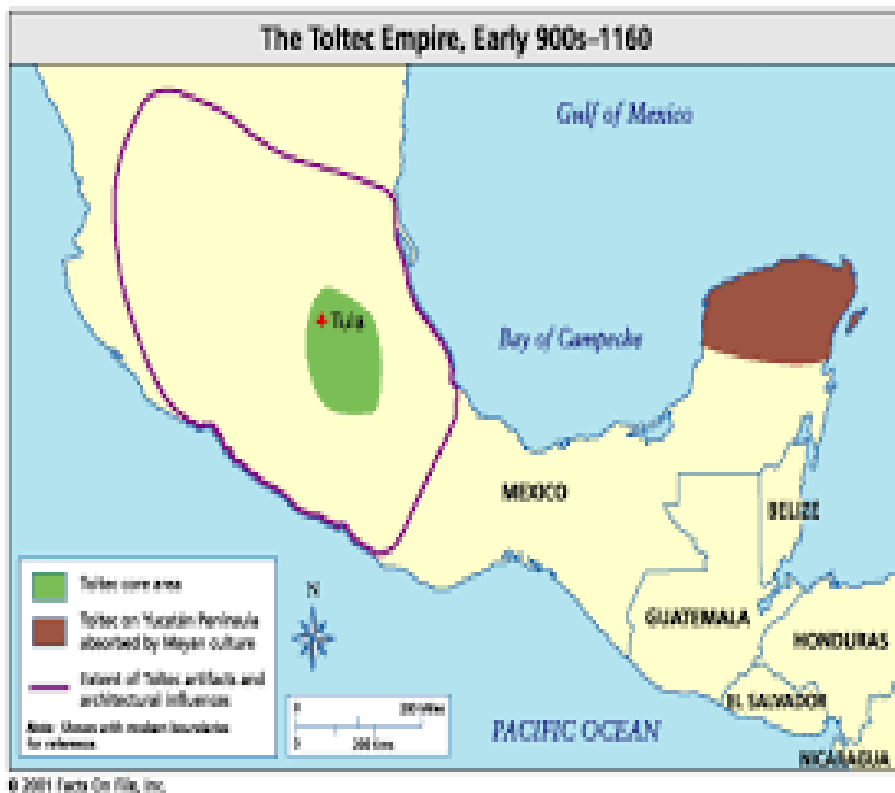 The Toltec Empire, Early 900s–1160
Gulf of Mexico
Tula
Bay of Campeche
MEXICO
BELIZE
GUATEMALA
HONDURAS
EL SALVADOR
NICARAGUA
PACIFIC OCEAN
N
Toltec core area
Toltec on Yucatán Peninsula
absorbed by Mayan culture
Extent of Toltec artifacts and
architectural influences
Note: Shown with modern boundaries
for reference.
0
0
© 2001 Facts On File, Inc.